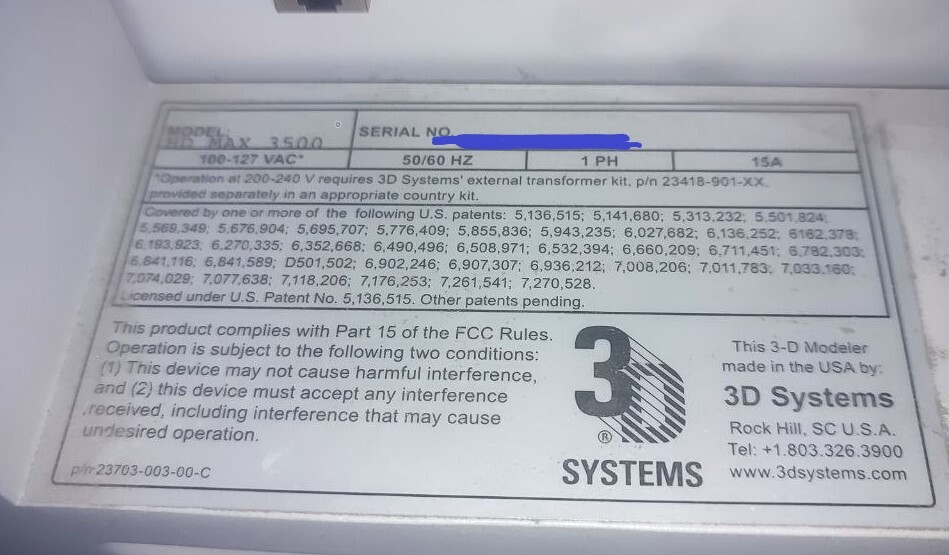 MODEL:
HD MAX 3500
SERIAL NO.
100-127 VAC*
50/60 HZ
1 PH
15A
*Operation at 200-240 V requires 3D Systems' external transformer kit, p/n 23418-901-XX,
provided separately in an appropriate country kit.
Covered by one or more of the following U.S. patents: 5,136,515; 5,141,680; 5,313,232; 5,501,824;
5,569,349; 5,676,904; 5,695,707; 5,776,409; 5,855,836; 5,943,235; 6,027,682; 6,136,252; 6162,378;
6,193,923; 6,270,335; 6,352,668; 6,490,496; 6,508,971; 6,532,394; 6,660,209; 6,711,451; 6,782,303;
6,841,116; 6,841,589; D501,502; 6,902,246; 6,907,307; 6,936,212; 7,008,206; 7,011,783; 7,033,160;
7,074,029; 7,077,638; 7,118,206; 7,176,253; 7,261,541; 7,270,528.
Licensed under U.S. Patent No. 5,136,515. Other patents pending.
This product complies with Part 15 of the FCC Rules.
Operation is subject to the following two conditions:
(1) This device may not cause harmful interference,
and (2) this device must accept any interference
received, including interference that may cause
undesired operation.
p/n 23703-003-00-C
3D
®
SYSTEMS
This 3-D Modeler
made in the USA by:
3D Systems
Rock Hill, SC U.S.A.
Tel: +1.803.326.3900
www.3dsystems.com